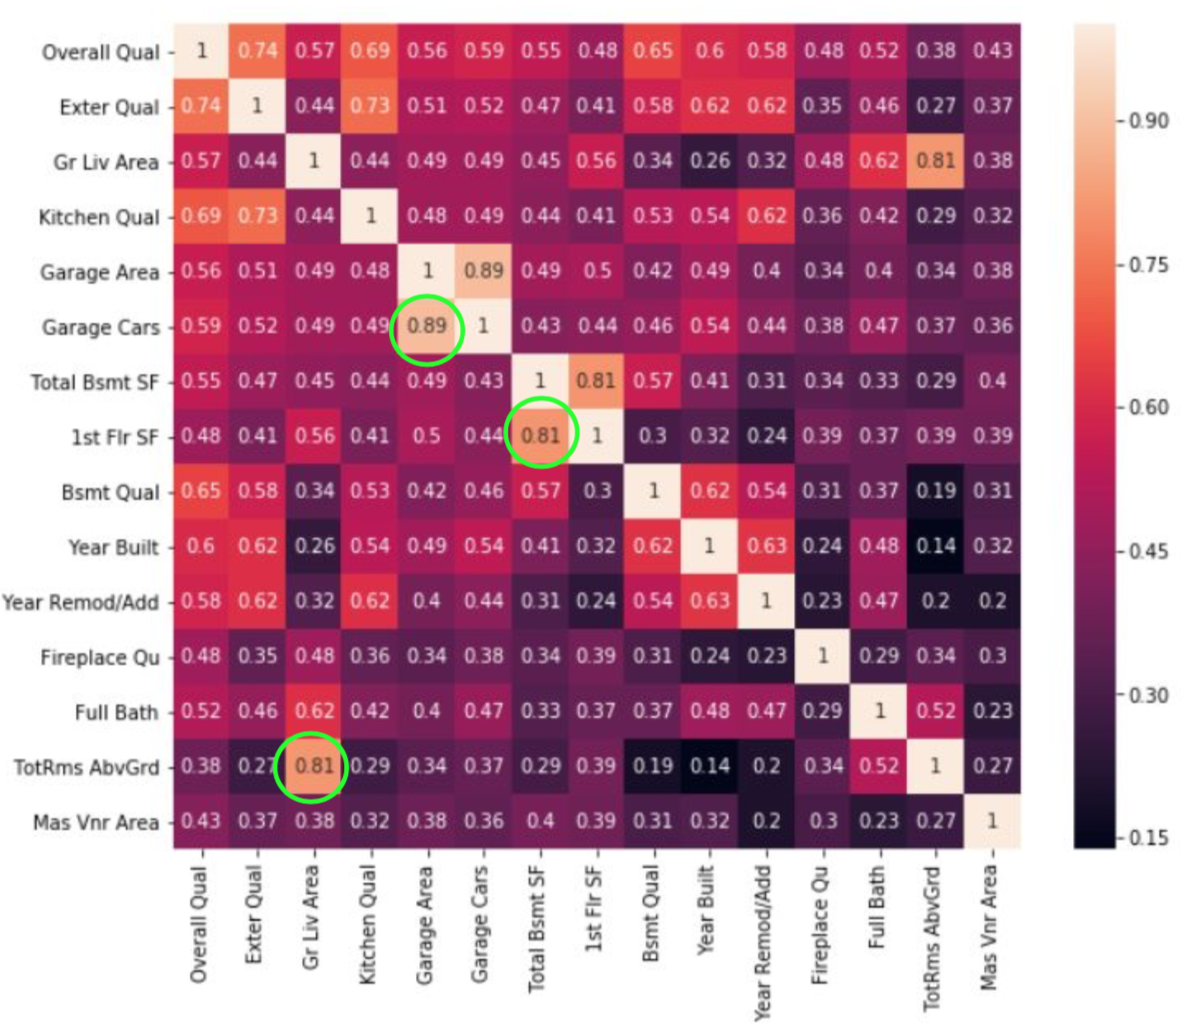 Overall Qual 1 0.74 0.57 0.69 0.56 0.59 0.55 0.48 0.65 0.6 0.58 0.48 0.52 0.38 0.43
Exter Qual 0.74 1 0.44 0.73 0.51 0.52 0.47 0.41 0.58 0.62 0.62 0.35 0.46 0.27 0.37
Gr Liv Area 0.57 0.44 1 0.44 0.49 0.49 0.45 0.56 0.34 0.26 0.32 0.48 0.62 0.81 0.38
Kitchen Qual 0.69 0.73 0.44 1 0.48 0.49 0.44 0.41 0.53 0.54 0.62 0.36 0.42 0.29 0.32
Garage Area 0.56 0.51 0.49 0.48 1 0.89 0.49 0.5 0.42 0.49 0.4 0.34 0.4 0.34 0.38
Garage Cars 0.59 0.52 0.49 0.49 0.89 1 0.43 0.44 0.46 0.54 0.44 0.38 0.47 0.37 0.36
Total Bsmt SF 0.55 0.47 0.45 0.44 0.49 0.43 1 0.81 0.57 0.41 0.31 0.34 0.33 0.29 0.4
1st Flr SF 0.48 0.41 0.56 0.41 0.5 0.44 0.81 1 0.3 0.32 0.24 0.39 0.37 0.39 0.39
Bsmt Qual 0.65 0.58 0.34 0.53 0.42 0.46 0.57 0.3 1 0.62 0.54 0.31 0.37 0.19 0.31
Year Built 0.6 0.62 0.26 0.54 0.49 0.54 0.41 0.32 0.62 1 0.63 0.24 0.48 0.14 0.32
Year Remod/Add 0.58 0.62 0.32 0.62 0.4 0.44 0.31 0.24 0.54 0.63 1 0.23 0.47 0.2 0.2
Fireplace Qu 0.48 0.35 0.48 0.36 0.34 0.38 0.34 0.39 0.31 0.24 0.23 1 0.29 0.34 0.3
Full Bath 0.52 0.46 0.62 0.42 0.4 0.47 0.33 0.37 0.37 0.48 0.47 0.29 1 0.52 0.23
TotRms AbvGrd 0.38 0.27 0.81 0.29 0.34 0.37 0.29 0.39 0.19 0.14 0.2 0.34 0.52 1 0.27
Mas Vnr Area 0.43 0.37 0.38 0.32 0.38 0.36 0.4 0.39 0.31 0.32 0.2 0.3 0.23 0.27 1
Overall Qual
Exter Qual
Gr Liv Area
Kitchen Qual
Garage Area
Garage Cars
Total Bsmt SF
1st Flr SF
Bsmt Qual
Year Built
Year Remod/Add
Fireplace Qu
Full Bath
TotRms AbvGrd
Mas Vnr Area
0.90
0.75
0.60
0.45
0.30
0.15